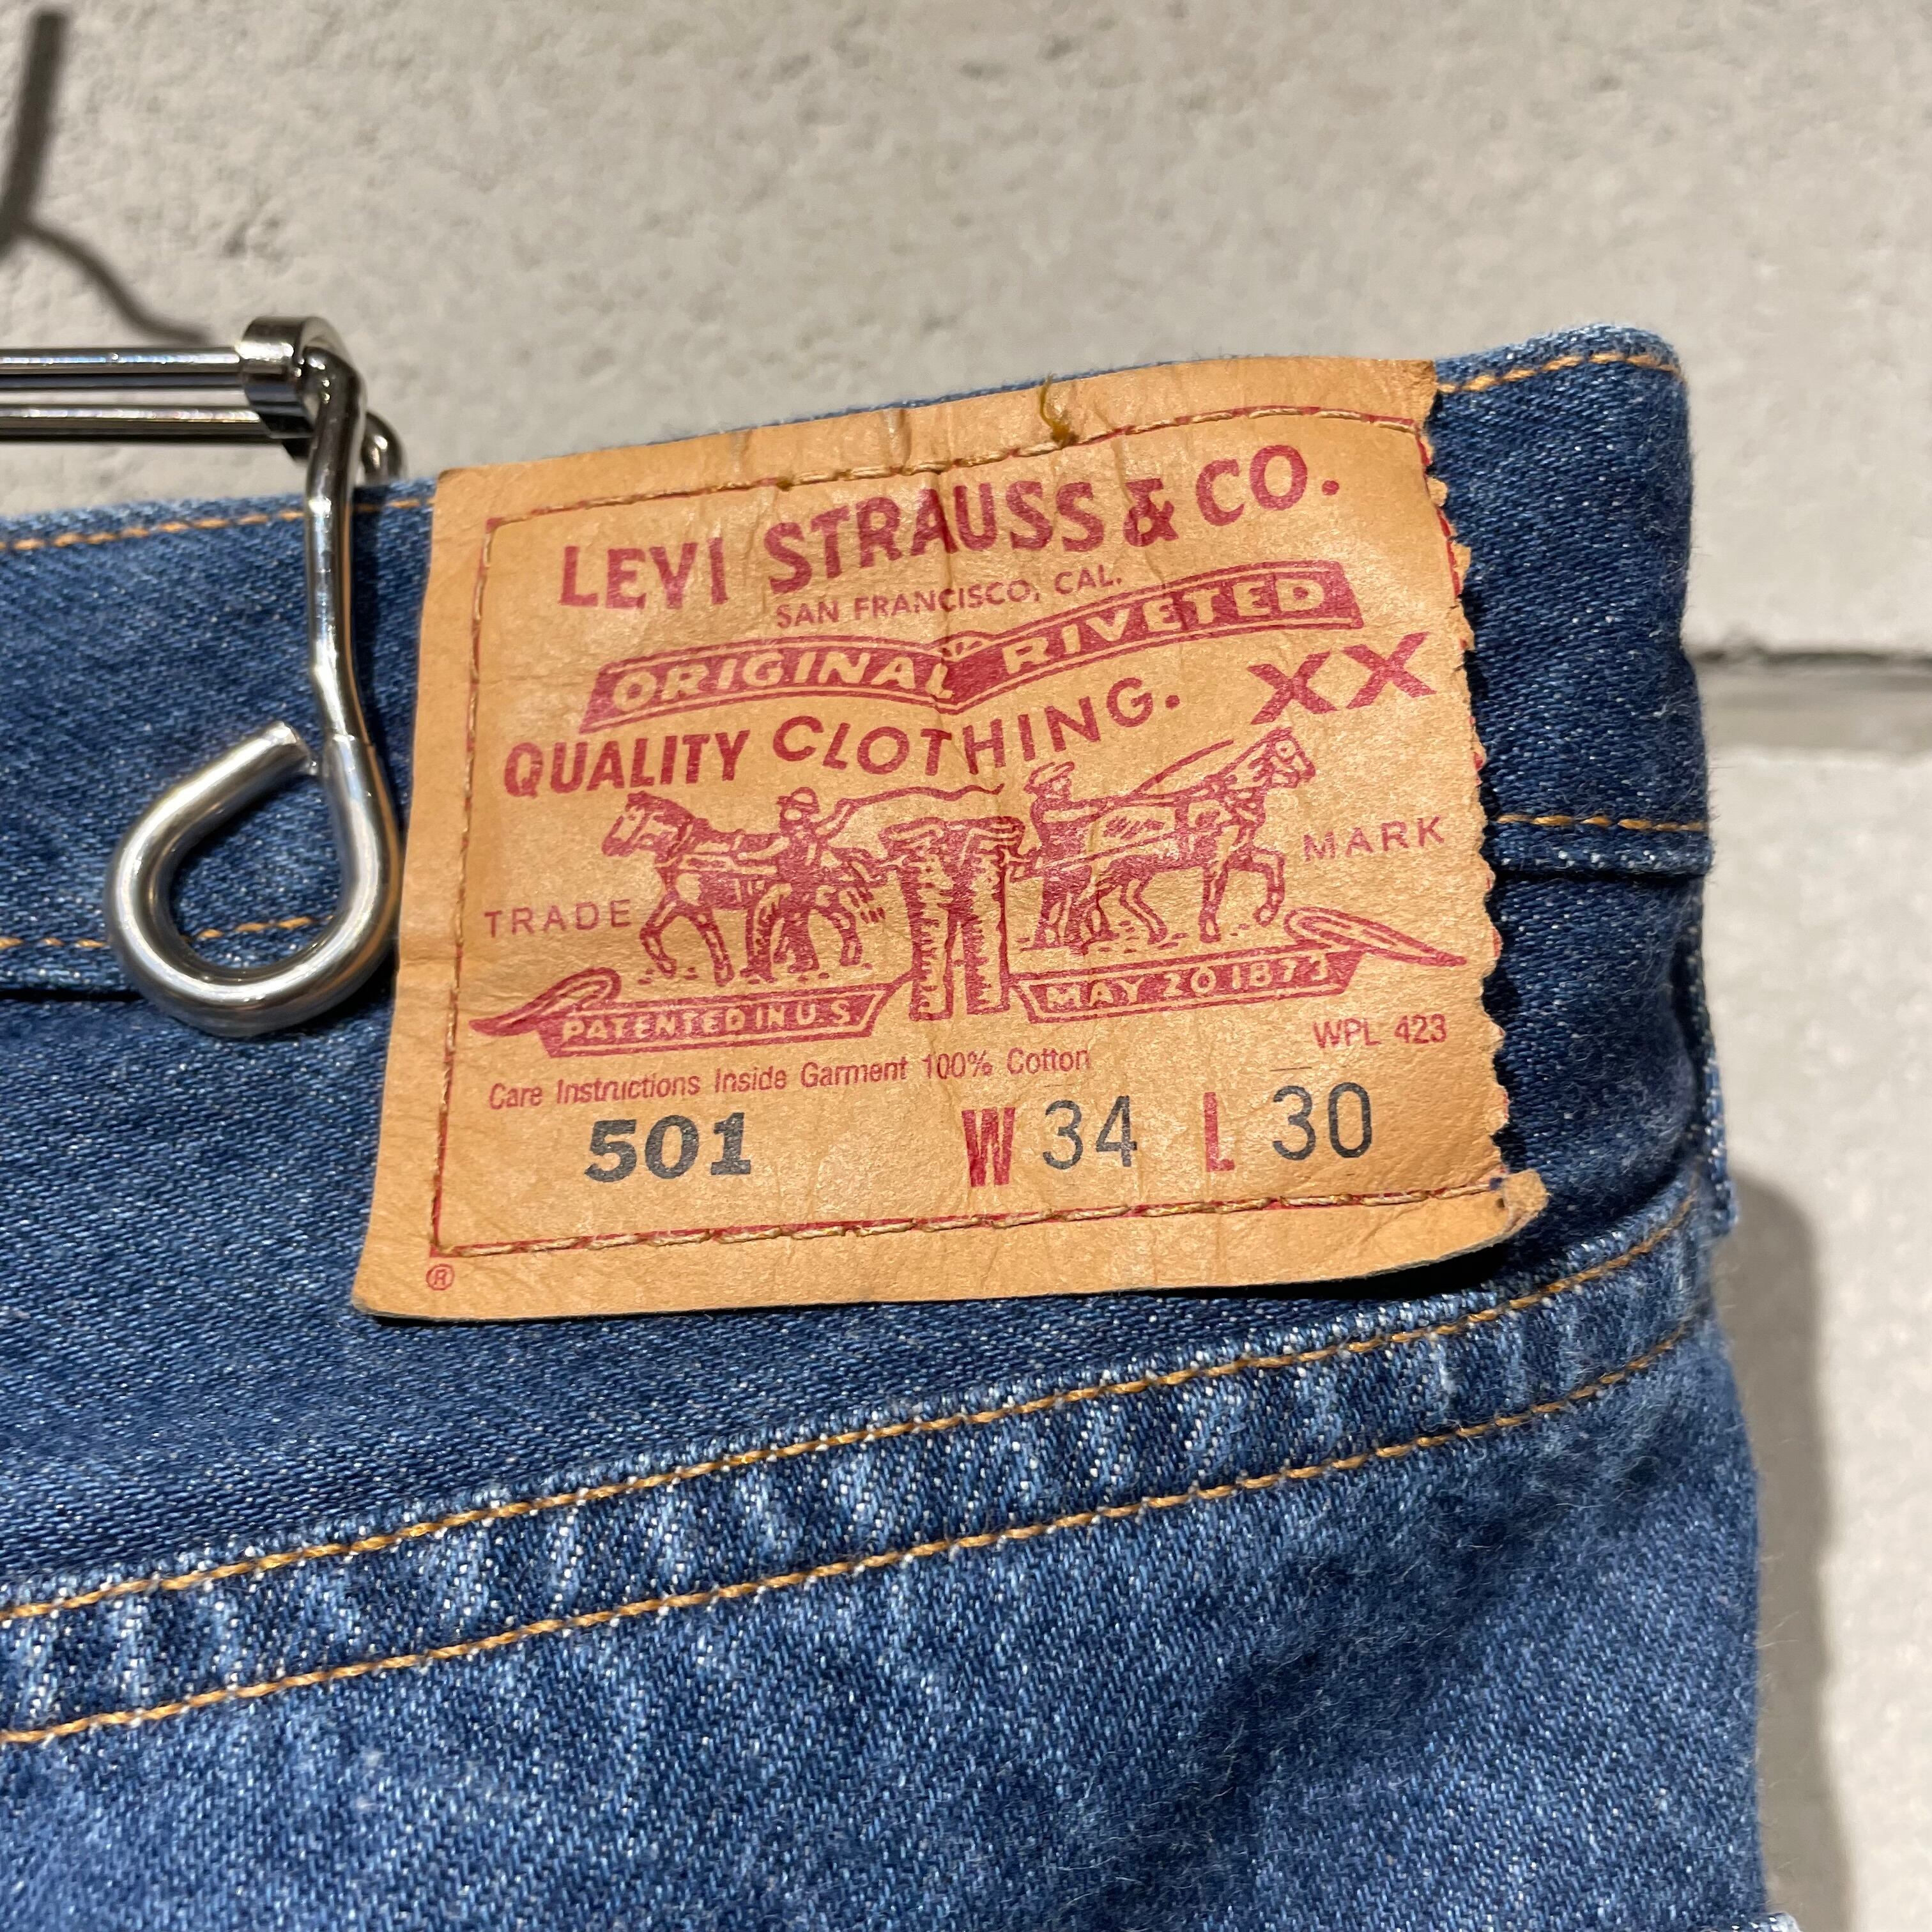 LEVI STRAUSS & CO.
SAN FRANCISCO, CAL.
ORIGINAL RIVETED
QUALITY CLOTHING. XX
TRADE MARK
PATENTED IN U.S. MAY 20 1873
WPL 423
Care Instructions Inside Garment 100% Cotton
501 W 34 L 30
®